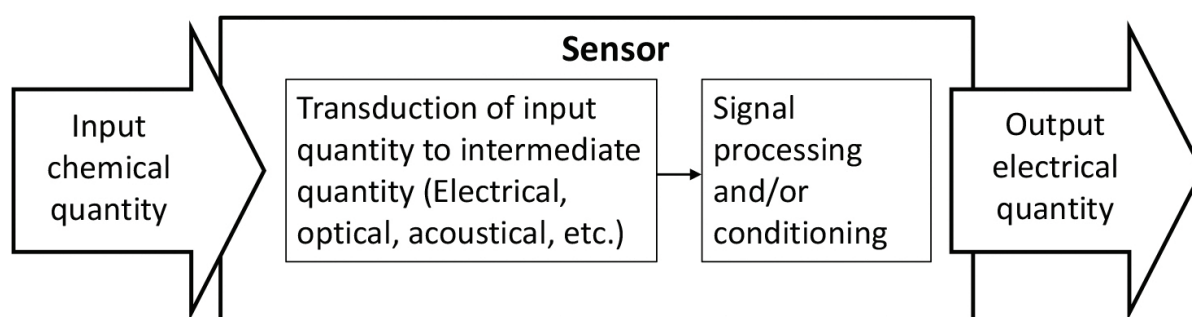 Sensor
Input
chemical
quantity
Transduction of input
quantity to intermediate
quantity (Electrical,
optical, acoustical, etc.)
Signal
processing
and/or
conditioning
Output
electrical
quantity